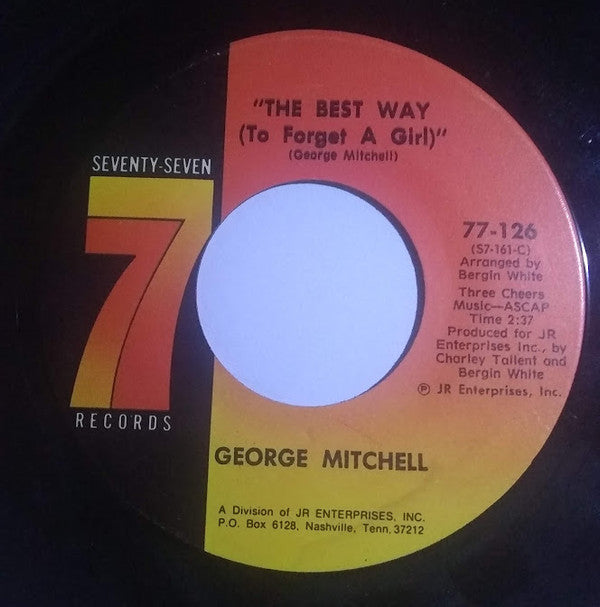 "THE BEST WAY
(To Forget A Girl)"
(George Mitchell)
SEVENTY-SEVEN
77
RECORDS
77-126
(S7-161-C)
Arranged by
Bergin White
Three Cheers
Music—ASCAP
Time 2:37
Produced for JR
Enterprises Inc., by
Charley Tallent and
Bergin White
℗ JR Enterprises, Inc.
GEORGE MITCHELL
A Division of JR ENTERPRISES, INC.
P.O. Box 6128, Nashville, Tenn. 37212